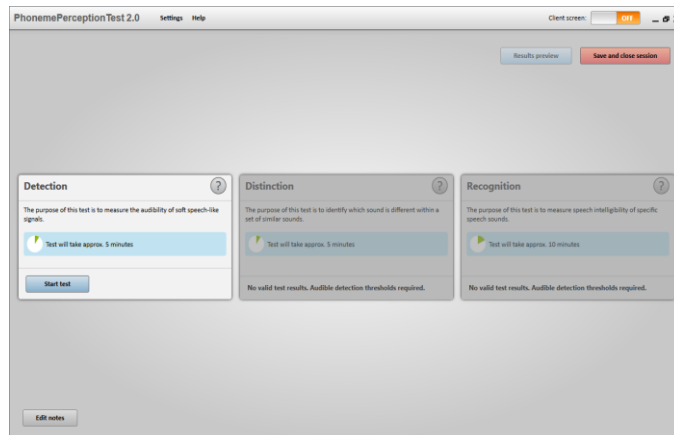 PhonemePerceptionTest 2.0 Settings Help Client screen: OFF
Results preview Save and close session
Detection ?
The purpose of this test is to measure the audibility of soft speech-like
signals.
Test will take approx. 5 minutes
Start test
Distinction ?
The purpose of this test is to identify which sound is different within a
set of similar sounds.
Test will take approx. 5 minutes
No valid test results. Audible detection thresholds required.
Recognition ?
The purpose of this test is to measure speech intelligibility of specific
speech sounds.
Test will take approx. 10 minutes
No valid test results. Audible detection thresholds required.
Edit notes